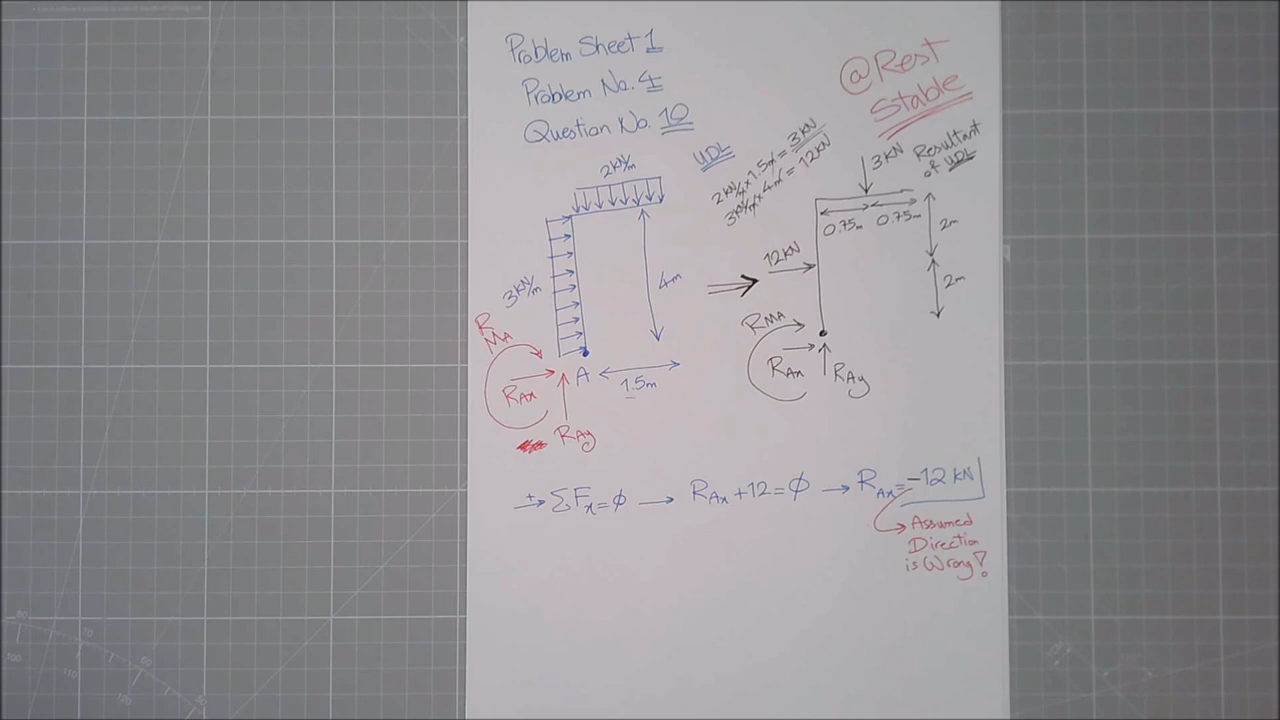 Problem Sheet 1
Problem No. 4
Question No. 10
@Rest
Stable
UDL
2kN/m
2kN/m x 1.5m = 3kN
3kN/m x 4m = 12kN
3kN
Resultant
of UDL
0.75m
0.75m
2m
2m
12kN
3kN/m
4m
RMA
RAx
A
1.5m
RAy
RMA
RAx
RAy
+→ ΣFx=ϕ → RAx+12=ϕ → RAx=-12 kN
Assumed
Direction
is Wrong!